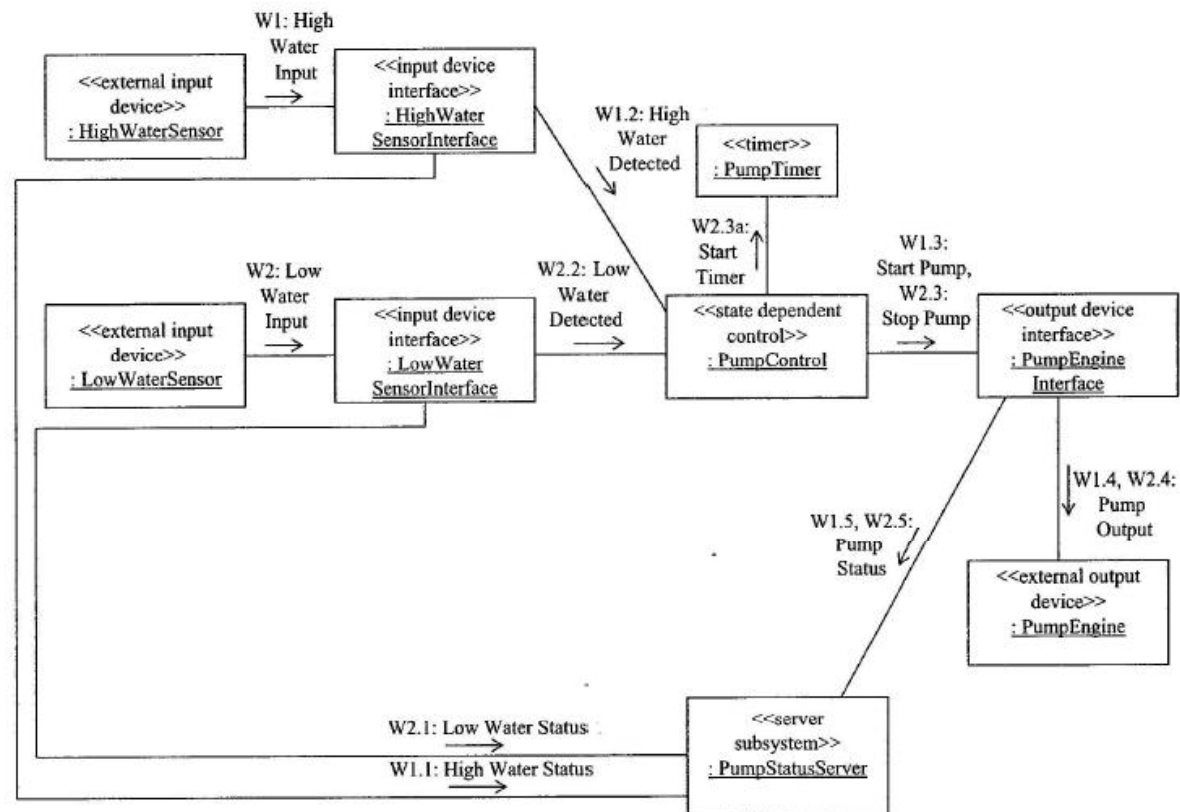 W1: High
Water
Input
<<external input
device>>
: HighWaterSensor
<<input device
interface>>
: HighWater
SensorInterface
W1.2: High
Water
Detected
<<timer>>
: PumpTimer
W2.3a:
Start
Timer
W1.3:
Start Pump,
W2.3:
Stop Pump
W2: Low
Water
Input
W2.2: Low
Water
Detected
<<external input
device>>
: LowWaterSensor
<<input device
interface>>
: LowWater
SensorInterface
<<state dependent
control>>
: PumpControl
<<output device
interface>>
: PumpEngine
Interface
W1.4, W2.4:
Pump
Output
W1.5, W2.5:
Pump
Status
<<external output
device>>
: PumpEngine
W2.1: Low Water Status
W1.1: High Water Status
<<server
subsystem>>
: PumpStatusServer